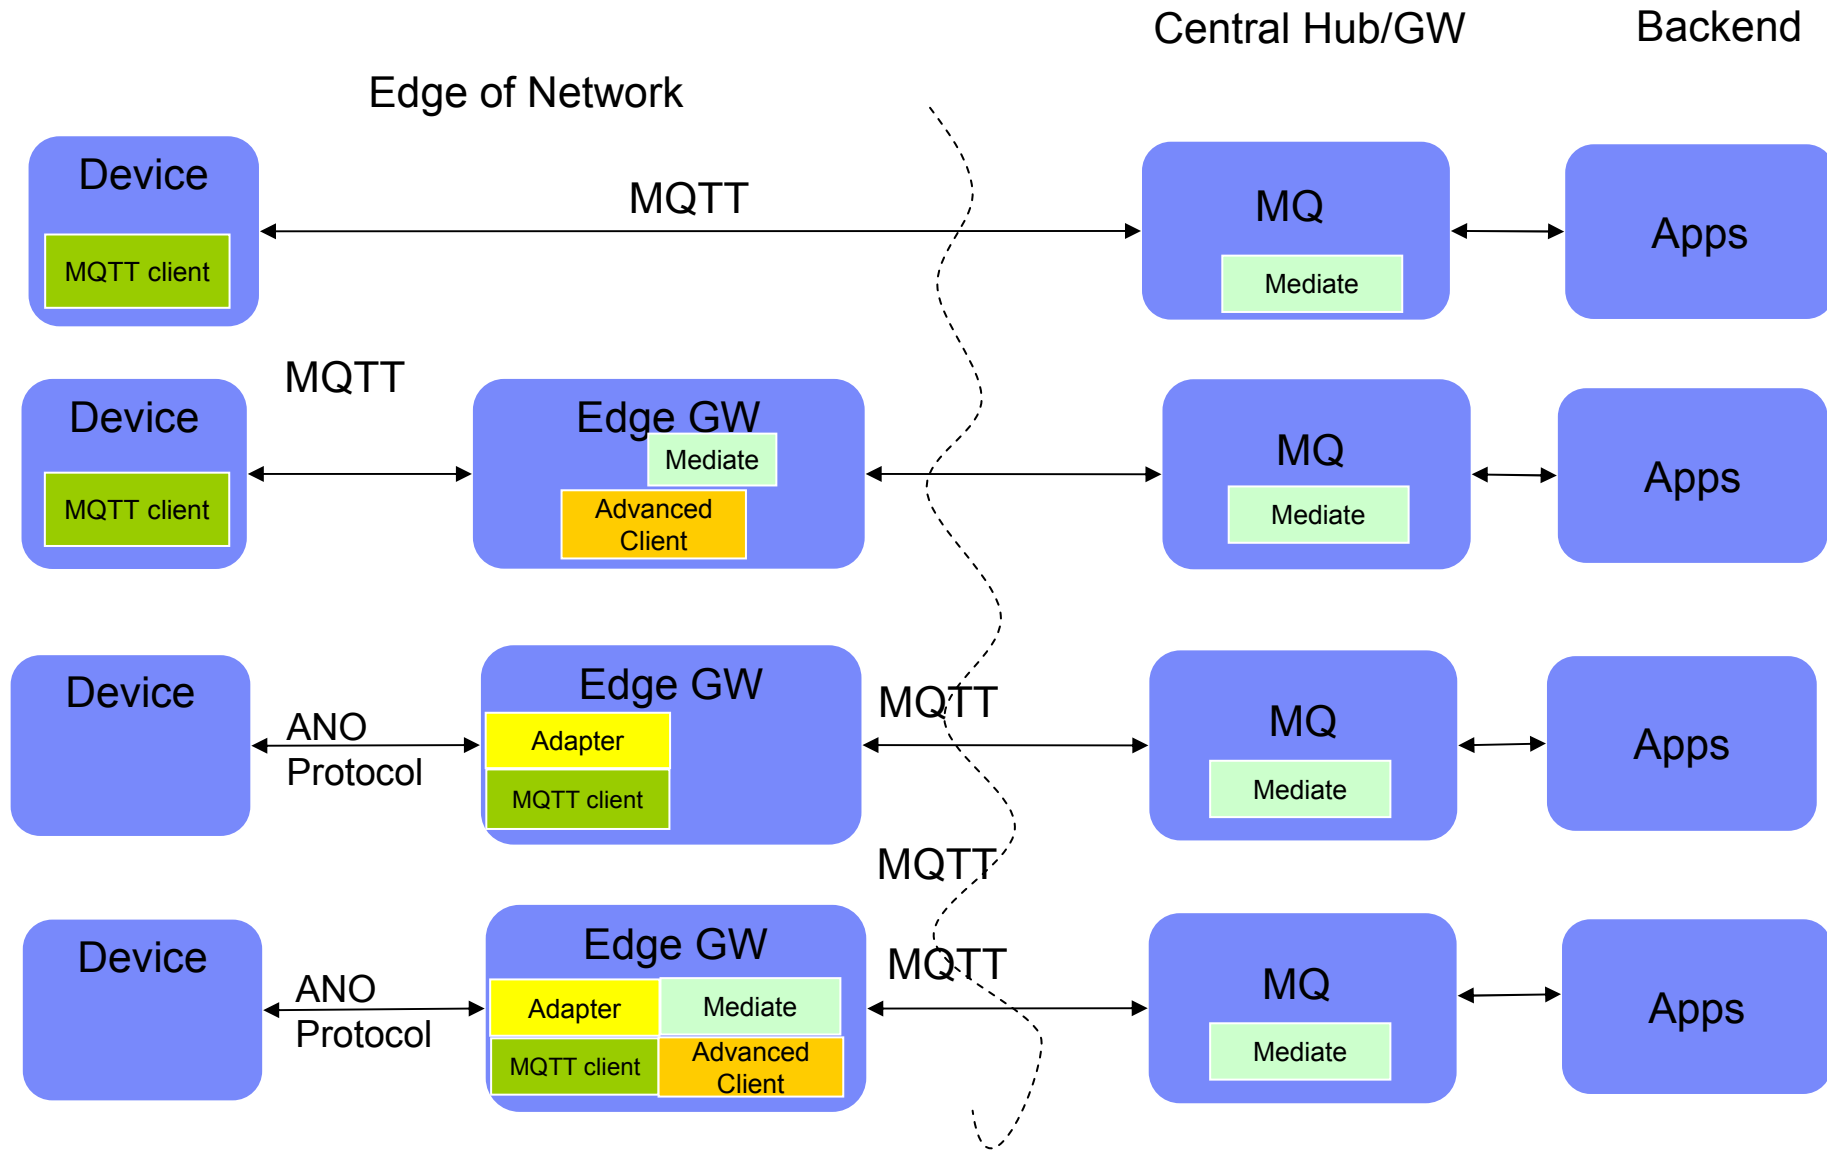 Central Hub/GW
Backend
Edge of Network
Device
MQTT client
MQTT
MQ
Mediate
Apps
Device
MQTT client
MQTT
Edge GW
Mediate
Advanced
Client
MQ
Mediate
Apps
Device
ANO
Protocol
Edge GW
Adapter
MQTT client
MQTT
MQ
Mediate
Apps
MQTT
Device
ANO
Protocol
Edge GW
Adapter
Mediate
MQTT client
Advanced
Client
MQTT
MQ
Mediate
Apps